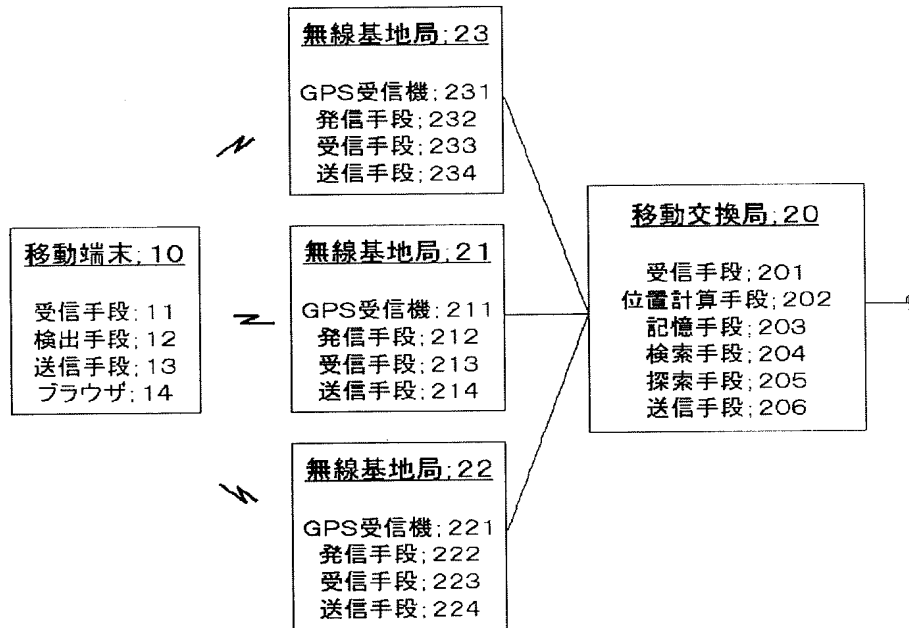 無線基地局;23
GPS受信機;231
発信手段;232
受信手段;233
送信手段;234
移動端末;10
受信手段;11
検出手段;12
送信手段;13
ブラウザ;14
無線基地局;21
GPS受信機;211
発信手段;212
受信手段;213
送信手段;214
無線基地局;22
GPS受信機;221
発信手段;222
受信手段;223
送信手段;224
移動交換局;20
受信手段;201
位置計算手段;202
記憶手段;203
検索手段;204
探索手段;205
送信手段;206